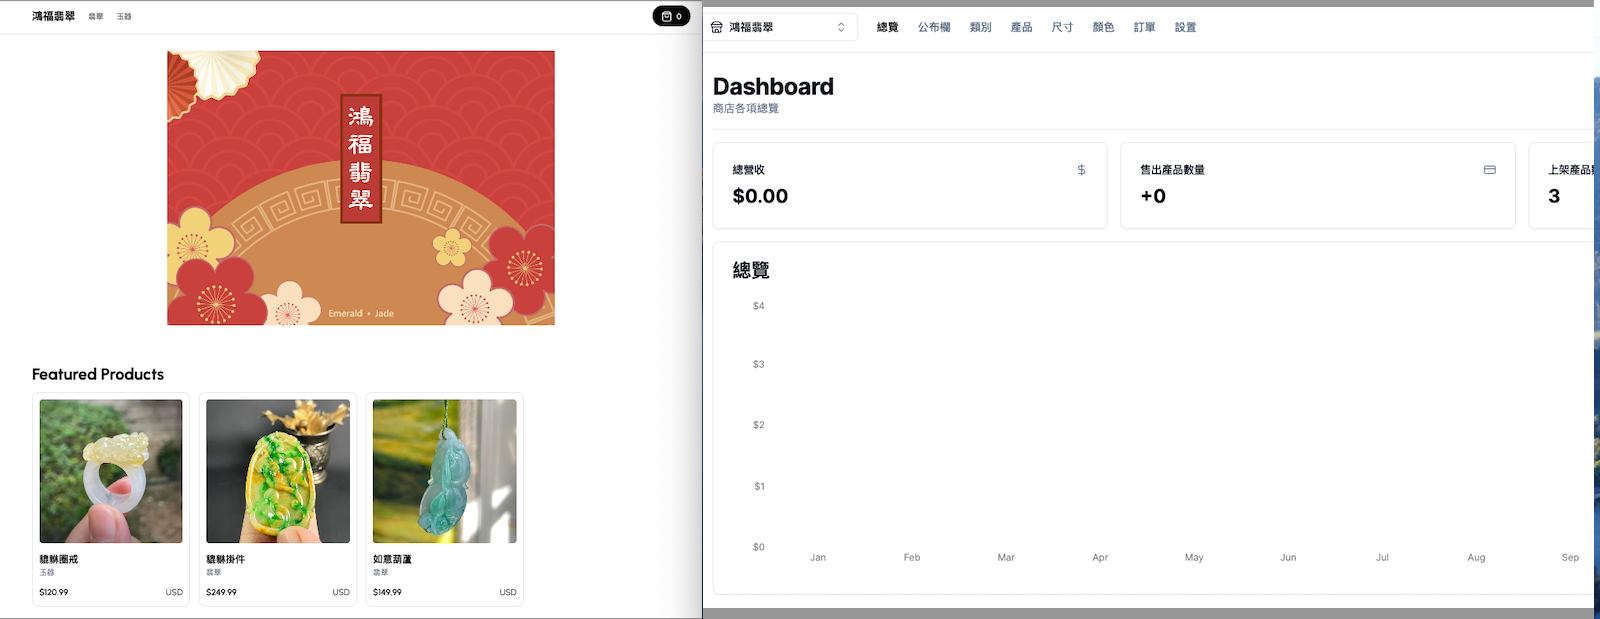 鴻福翡翠
翡翠
玉器
0
鴻福翡翠
Emerald • Jade
Featured Products
貔貅圈戒
玉器
$120.99 USD
貔貅掛件
翡翠
$249.99 USD
如意葫蘆
翡翠
$149.99 USD
鴻福翡翠
總覽 公布欄 類別 產品 尺寸 顏色 訂單 設置
Dashboard
商店各項總覽
總營收 $
$0.00
售出產品數量
+0
上架產品數
3
總覽
$4
$3
$2
$1
$0
Jan Feb Mar Apr May Jun Jul Aug Sep